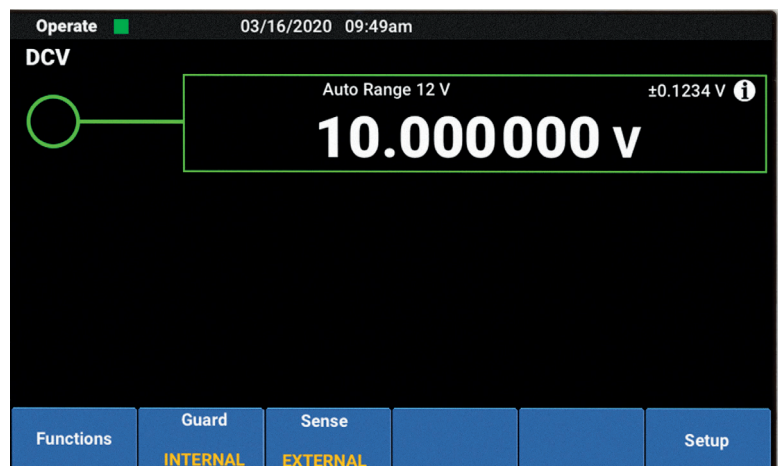 Operate 03/16/2020 09:49am
DCV
Auto Range 12 V ±0.1234 V i
10.000000 V
Functions Guard Sense Setup
INTERNAL EXTERNAL